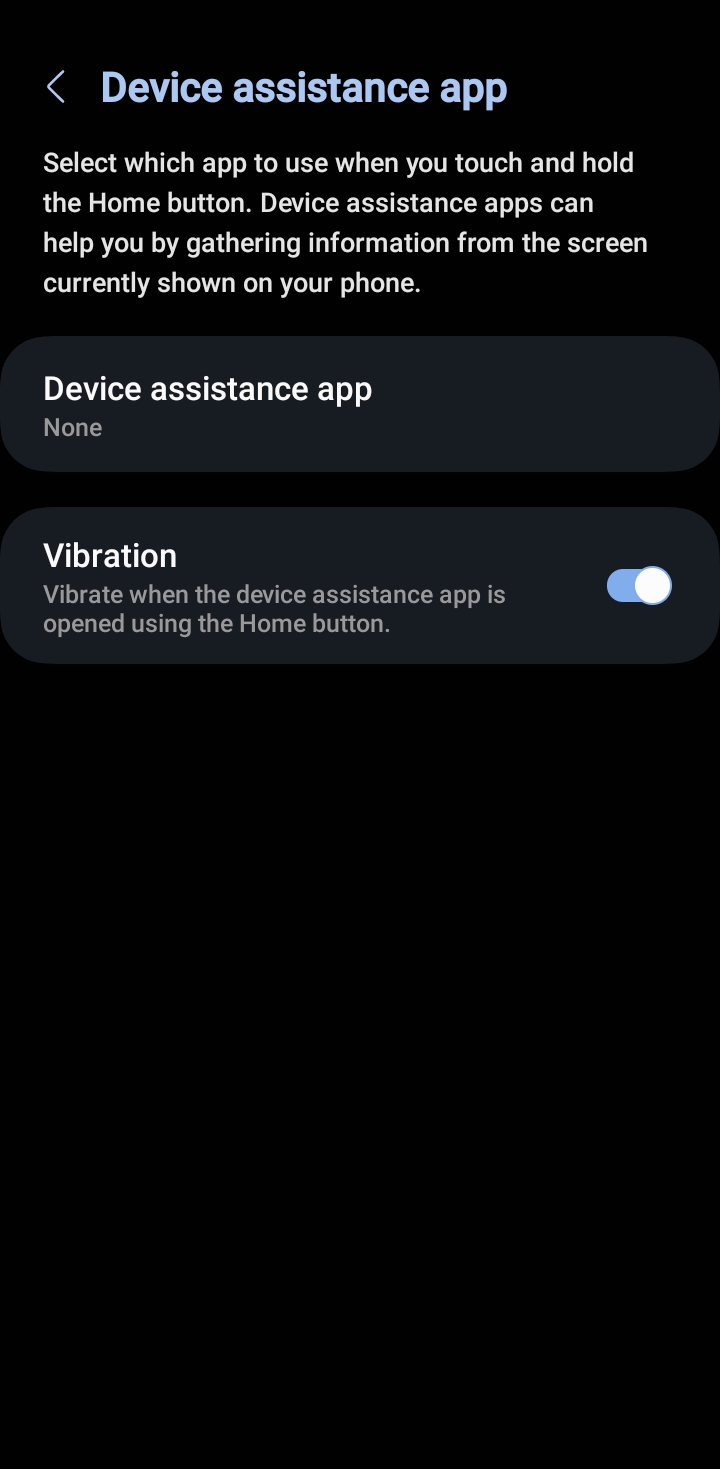 Device assistance app
Select which app to use when you touch and hold
the Home button. Device assistance apps can
help you by gathering information from the screen
currently shown on your phone.
Device assistance app
None
Vibration
Vibrate when the device assistance app is
opened using the Home button.